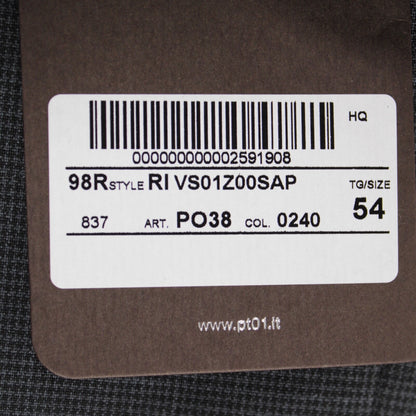 HQ
000000000002591908
98R STYLE RI VS01Z00SAP
TG/SIZE
837 ART. PO38 COL. 0240 54
www.pt01.it